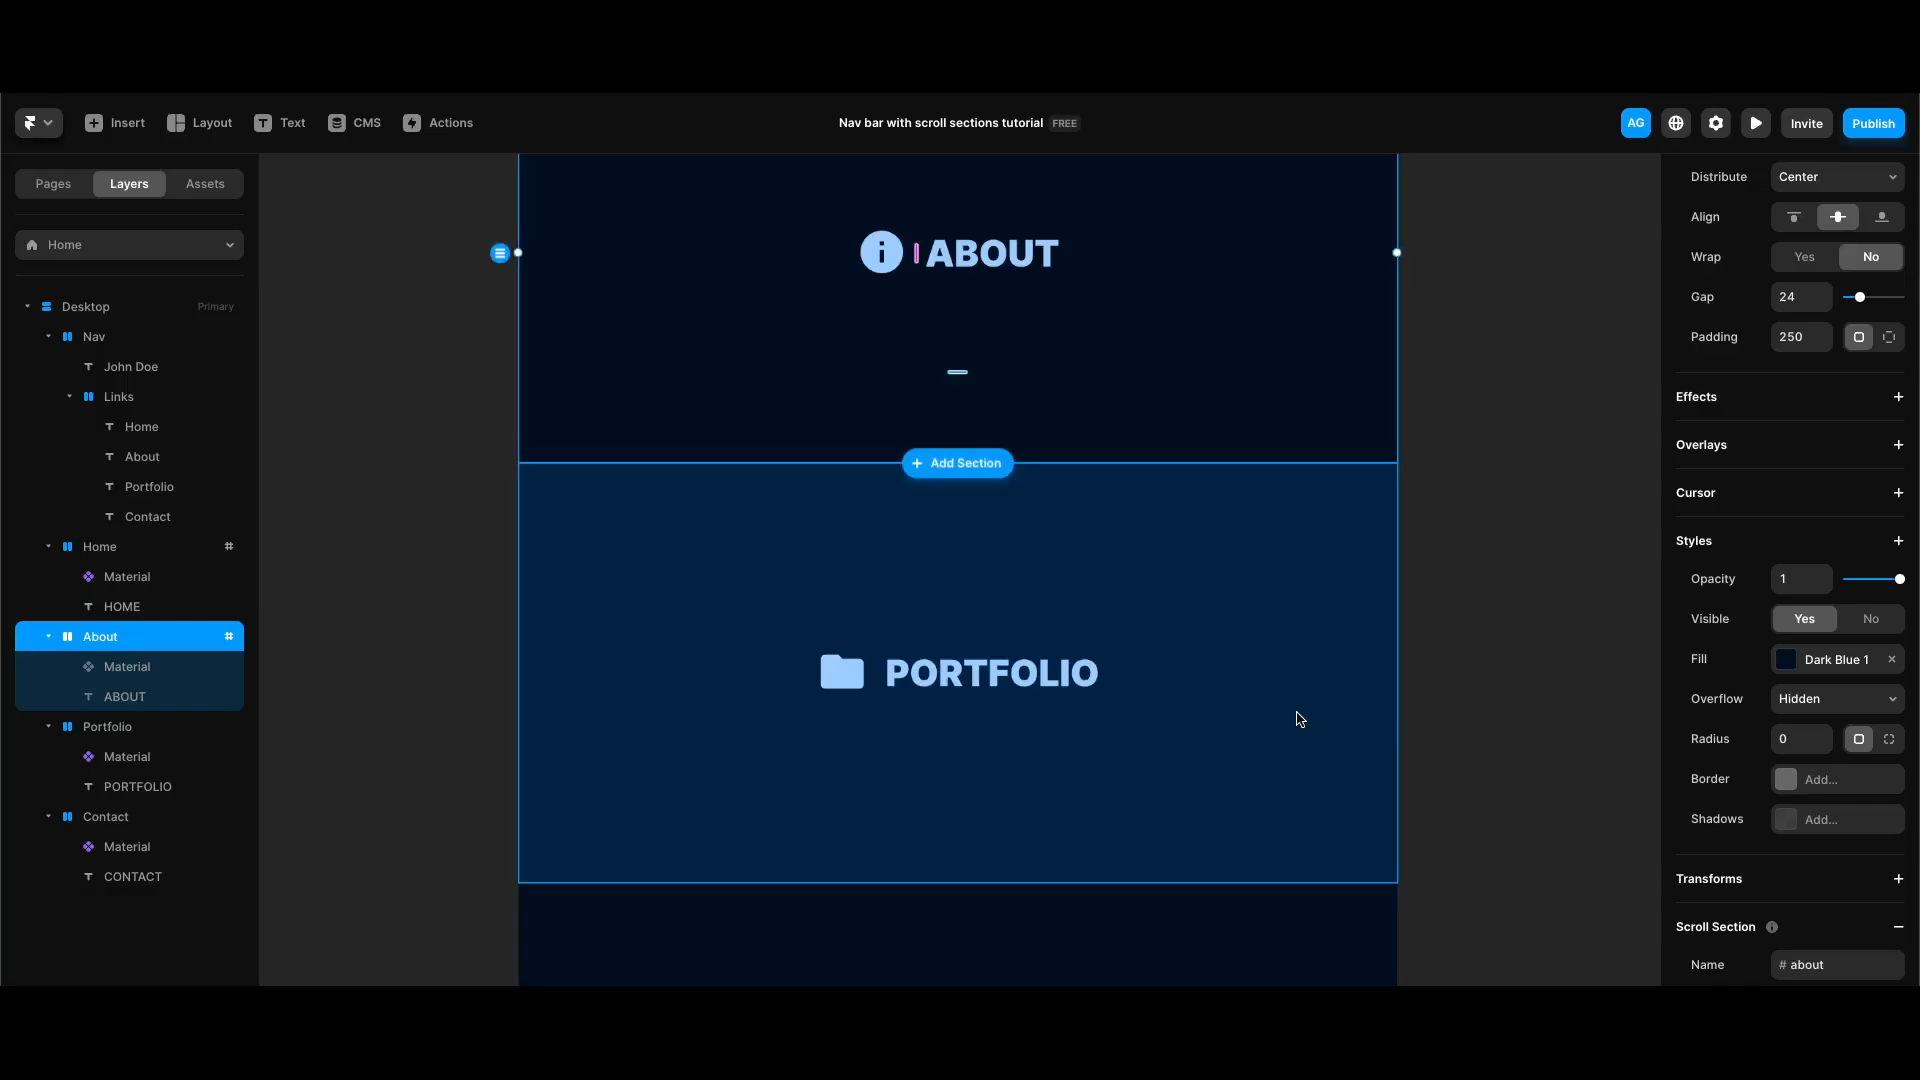 Insert
Layout
Text
CMS
Actions
Nav bar with scroll sections tutorial FREE
AG
Invite
Publish
Pages
Layers
Assets
Home
Desktop
Primary
Nav
John Doe
Links
Home
About
Portfolio
Contact
Home
Material
HOME
About
Material
ABOUT
Portfolio
Material
PORTFOLIO
Contact
Material
CONTACT
ABOUT
+ Add Section
PORTFOLIO
Distribute Center
Align
Wrap Yes No
Gap 24
Padding 250
Effects
Overlays
Cursor
Styles
Opacity 1
Visible Yes No
Fill Dark Blue 1
Overflow Hidden
Radius 0
Border Add...
Shadows Add...
Transforms
Scroll Section
Name # about